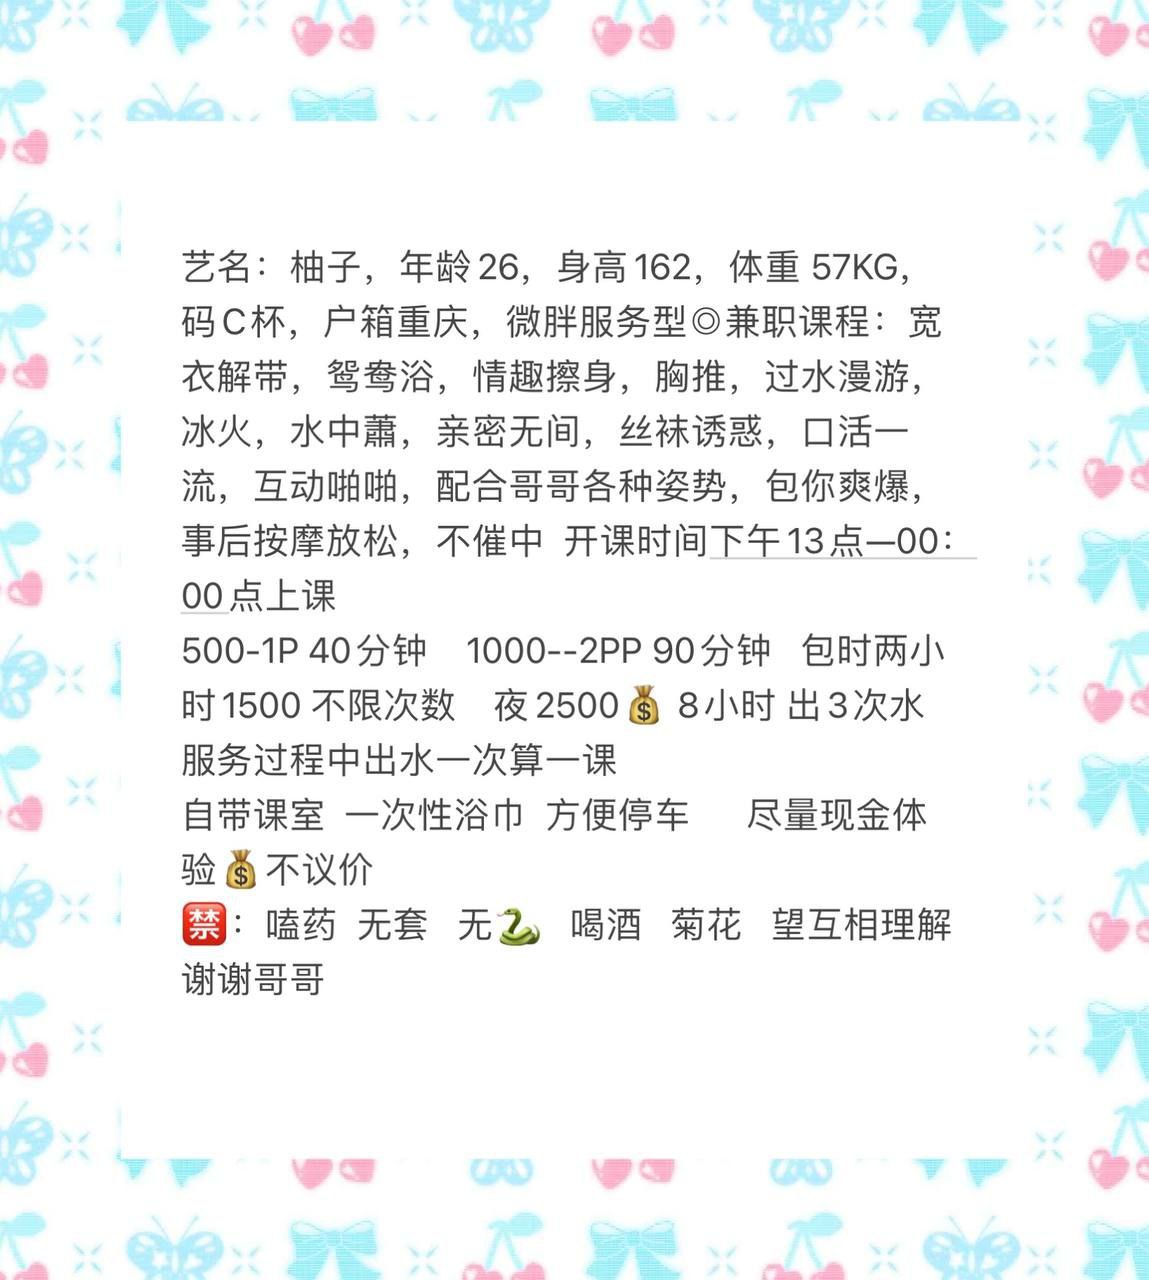 艺名：柚子，年龄26，身高162，体重 57KG，
码C杯，户箱重庆，微胖服务型◎兼职课程：宽
衣解带，鸳鸯浴，情趣擦身，胸推，过水漫游，
冰火，水中蕭，亲密无间，丝袜诱惑，口活一
流，互动啪啪，配合哥哥各种姿势，包你爽爆，
事后按摩放松，不催中 开课时间下午13点—00：
00点上课
500-1P 40分钟 1000--2PP 90分钟 包时两小
时1500 不限次数 夜2500💰 8小时 出3次水
服务过程中出水一次算一课
自带课室 一次性浴巾 方便停车 尽量现金体
验💰不议价
🈲：嗑药 无套 无🐍 喝酒 菊花 望互相理解
谢谢哥哥